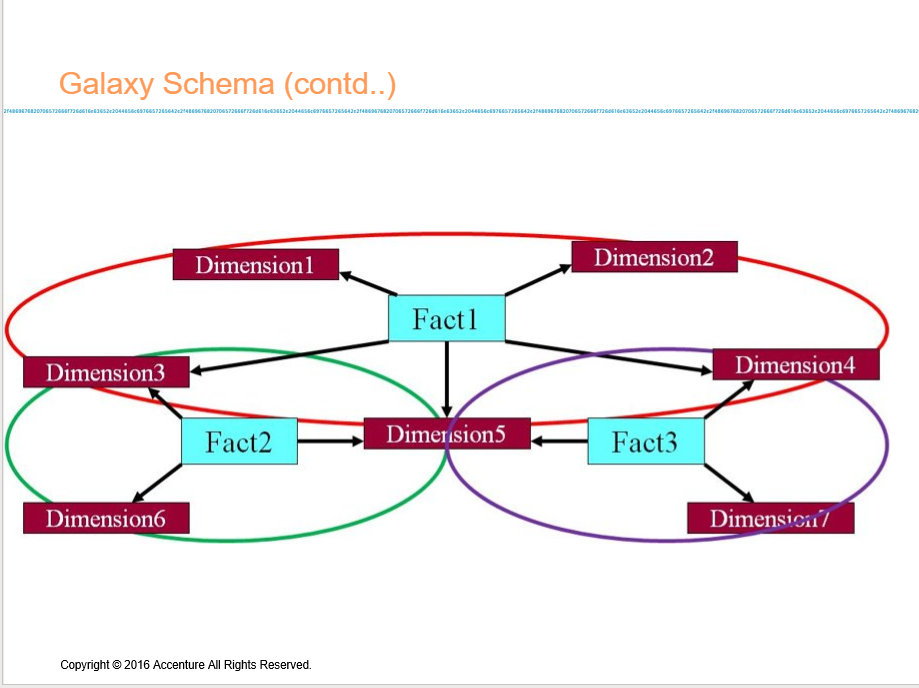 Galaxy Schema (contd..)
Dimension1
Dimension2
Fact1
Dimension3
Dimension4
Fact2
Dimension5
Fact3
Dimension6
Dimension7
Copyright © 2016 Accenture All Rights Reserved.